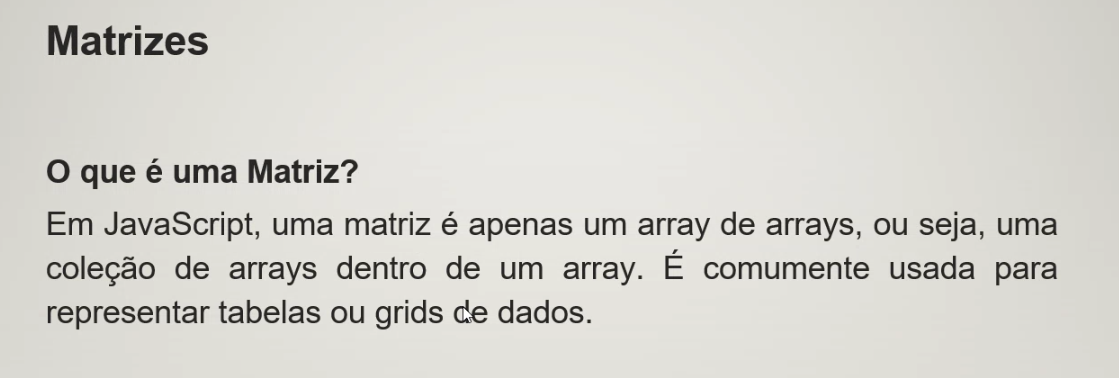 Matrizes
O que é uma Matriz?
Em JavaScript, uma matriz é apenas um array de arrays, ou seja, uma
coleção de arrays dentro de um array. É comumente usada para
representar tabelas ou grids de dados.